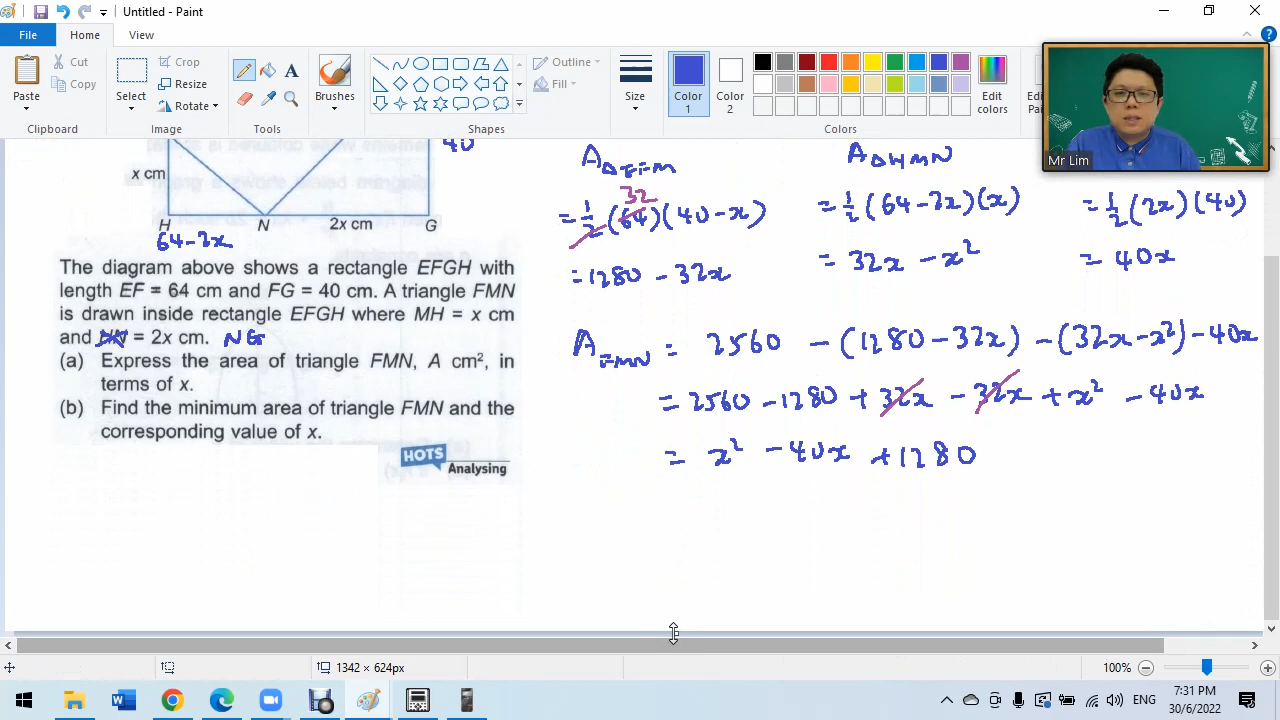 Untitled - Paint
File
Home
View
Paste
Cut
Copy
Clipboard
Select
Crop
Resize
Rotate
Image
A
Tools
Brushes
Shapes
Outline
Fill
Size
Color 1
Color 2
Edit colors
Colors
Mr Lim
x cm
40
H
N
2x cm
G
64-2x
The diagram above shows a rectangle EFGH with
length EF = 64 cm and FG = 40 cm. A triangle FMN
is drawn inside rectangle EFGH where MH = x cm
and = 2x cm. NG
(a) Express the area of triangle FMN, A cm², in
terms of x.
(b) Find the minimum area of triangle FMN and the
corresponding value of x.
HOTS Analysing
A△EFM
32
= 1/2 (64)(40-x)
= 1280 - 32x
A△HMN
= 1/2 (64-2x)(x)
= 32x - x²
= 1/2 (2x)(40)
= 40x
AFMN = 2560 - (1280-32x) - (32x-x²) - 40x
= 2560 - 1280 + 32x - 32x + x² - 40x
= x² - 40x + 1280
1342 × 624px
100%
ENG
7:31 PM
30/6/2022